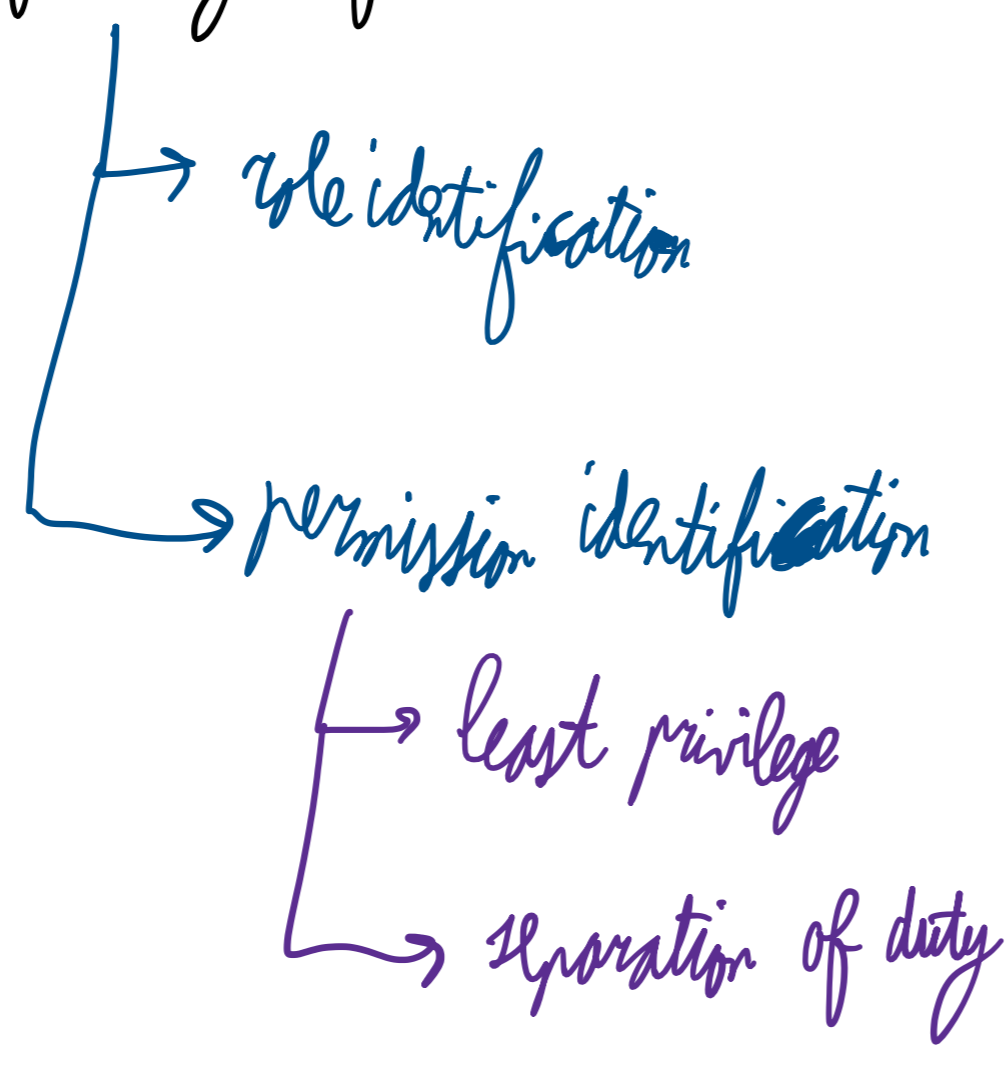 role identification
permission identification
least privilege
separation of duty